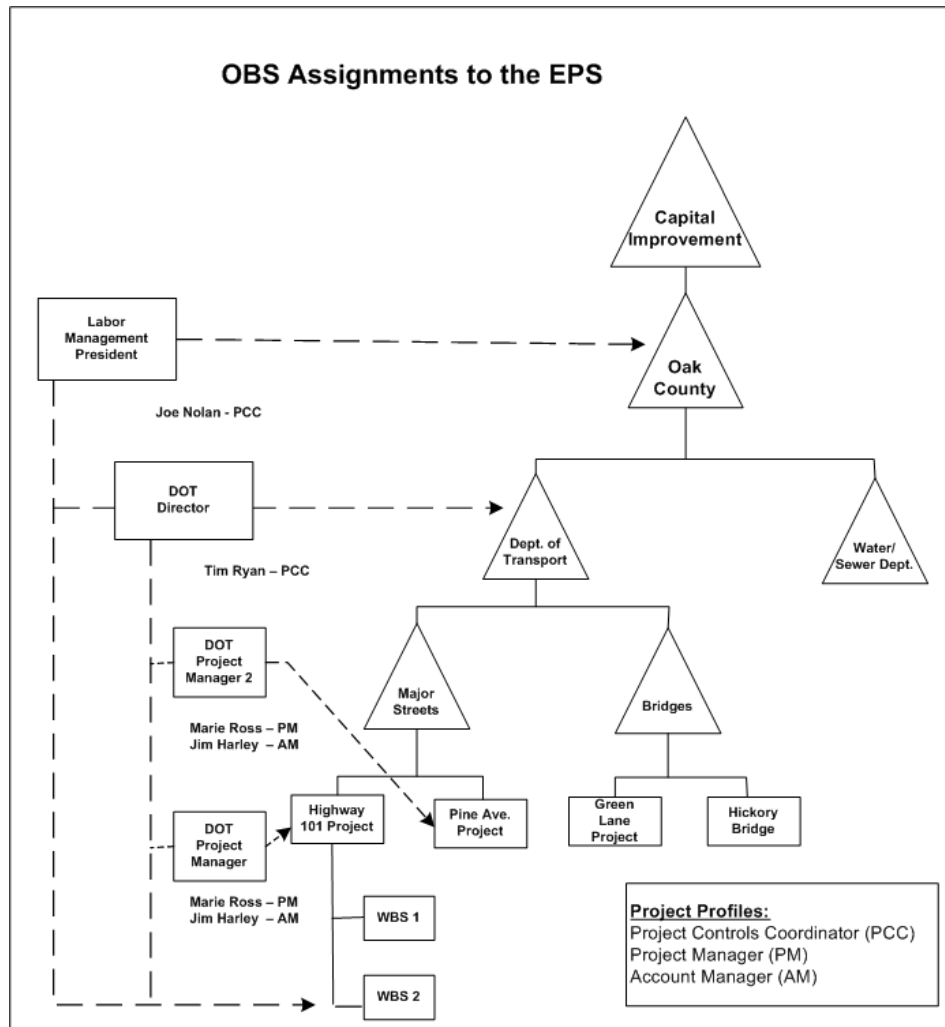 OBS Assignments to the EPS
Capital
Improvement
Labor
Management
President
Oak
County
Joe Nolan - PCC
DOT
Director
Dept. of
Transport
Water/
Sewer Dept.
Tim Ryan – PCC
DOT
Project
Manager 2
Major
Streets
Bridges
Marie Ross – PM
Jim Harley – AM
Highway
101 Project
Pine Ave.
Project
Green
Lane
Project
Hickory
Bridge
DOT
Project
Manager
Marie Ross – PM
Jim Harley – AM
WBS 1
WBS 2
Project Profiles:
Project Controls Coordinator (PCC)
Project Manager (PM)
Account Manager (AM)